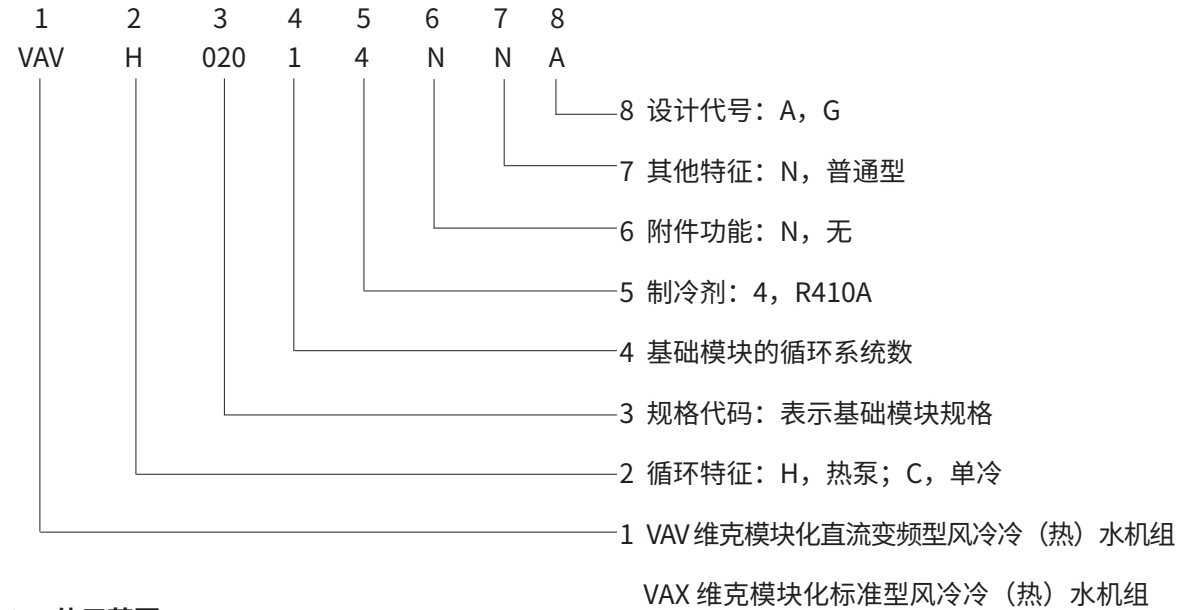 1 2 3 4 5 6 7 8
VAV H 020 1 4 N N A
8 设计代号：A，G
7 其他特征：N，普通型
6 附件功能：N，无
5 制冷剂：4，R410A
4 基础模块的循环系统数
3 规格代码：表示基础模块规格
2 循环特征：H，热泵；C，单冷
1 VAV 维克模块化直流变频型风冷冷（热）水机组
VAX 维克模块化标准型风冷冷（热）水机组